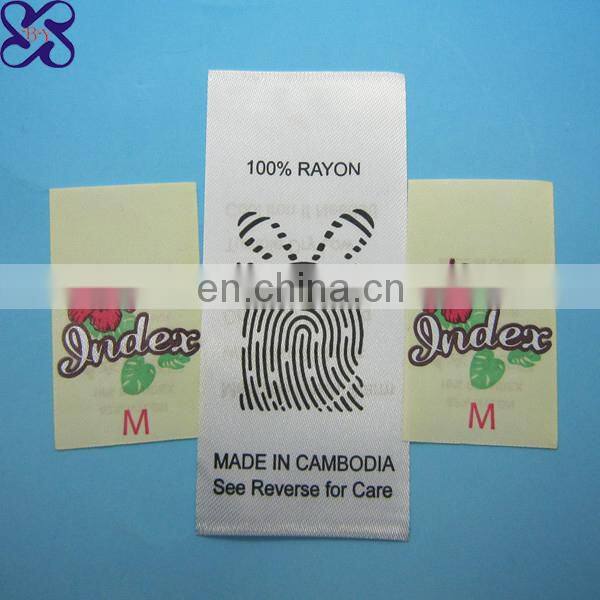 B·Y
100% RAYON
en.china.cn
Index
M
Index
M
MADE IN CAMBODIA
See Reverse for Care